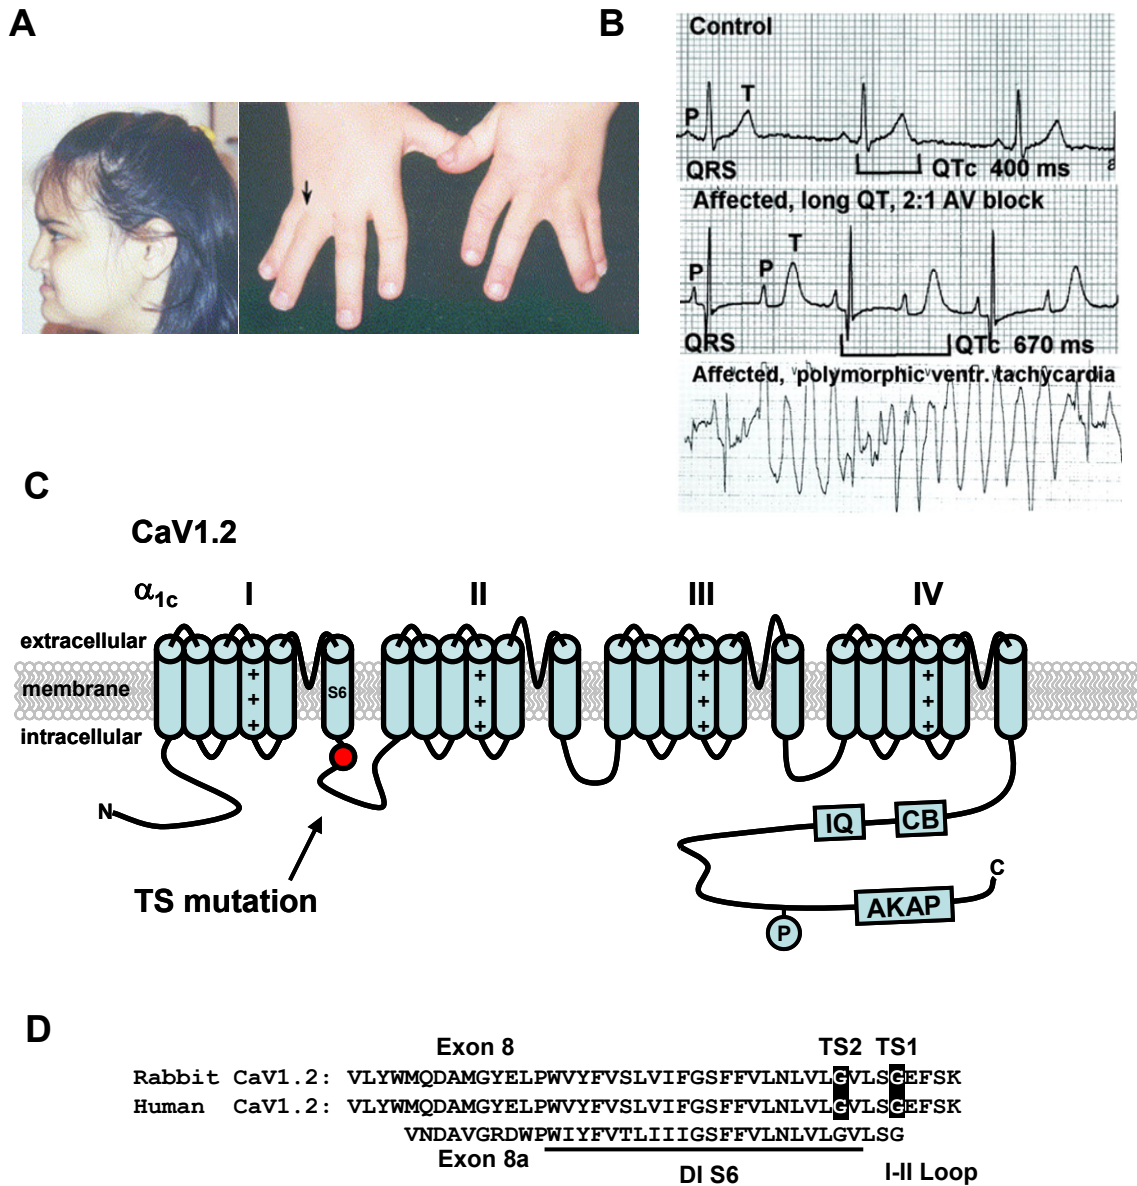 A
B
Control
P
T
QRS
QTc 400 ms
a
Affected, long QT, 2:1 AV block
P
P
T
QRS
QTc 670 ms
Affected, polymorphic ventr. tachycardia
C
CaV1.2
α1c
I
II
III
IV
extracellular
membrane
intracellular
S6
+ + + +
+ + + +
+ + + +
N
TS mutation
IQ
CB
C
AKAP
P
D
Exon 8
TS2 TS1
Rabbit CaV1.2: VLYWMQDAMGYELPWVYFVSLVIFGSFFVLNLVLGVLSGEFSK
Human CaV1.2: VLYWMQDAMGYELPWVYFVSLVIFGSFFVLNLVLGVLSGEFSK
VNDAVGRDWPWIYFVTLIIIGSFFVLNLVLGVLSG
Exon 8a
DI S6
I-II Loop